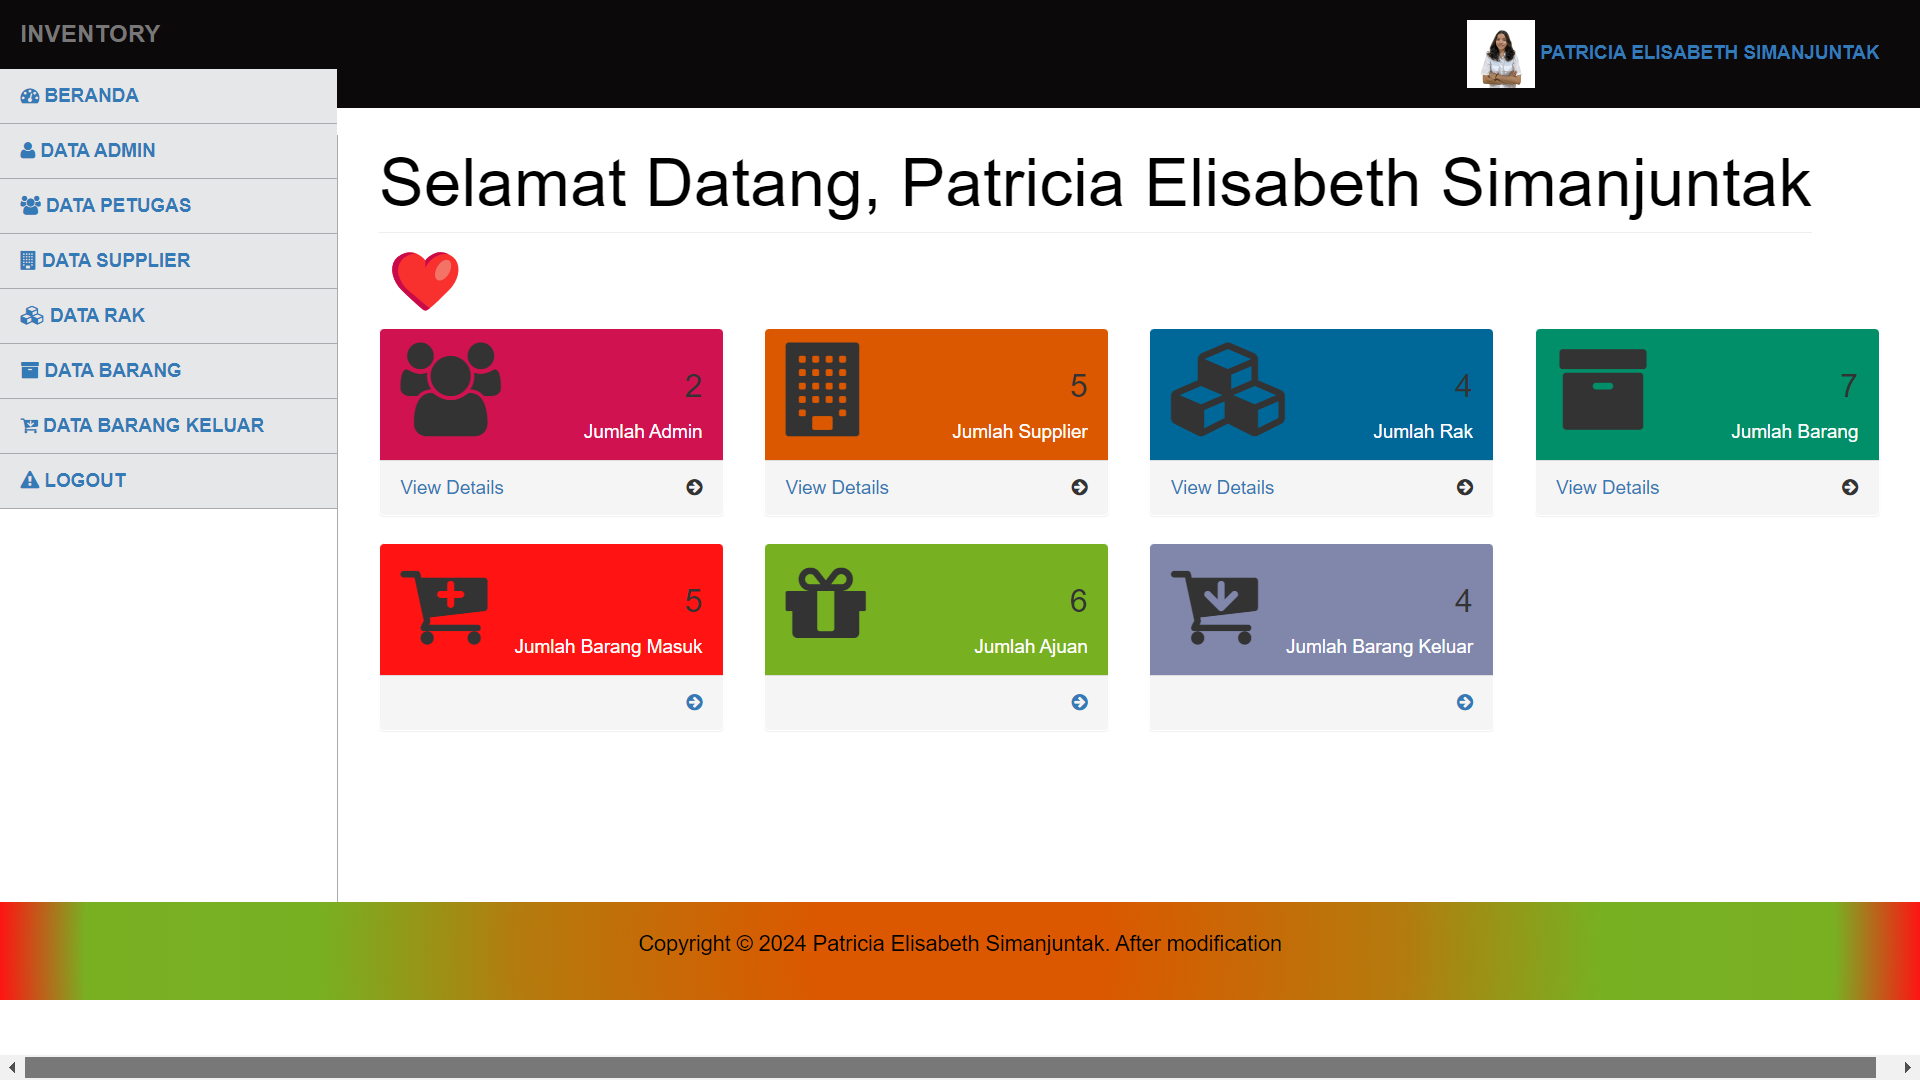 INVENTORY
PATRICIA ELISABETH SIMANJUNTAK
BERANDA
DATA ADMIN
DATA PETUGAS
DATA SUPPLIER
DATA RAK
DATA BARANG
DATA BARANG KELUAR
LOGOUT
Selamat Datang, Patricia Elisabeth Simanjuntak
2
Jumlah Admin
View Details
5
Jumlah Supplier
View Details
4
Jumlah Rak
View Details
7
Jumlah Barang
View Details
5
Jumlah Barang Masuk
6
Jumlah Ajuan
4
Jumlah Barang Keluar
Copyright © 2024 Patricia Elisabeth Simanjuntak. After modification